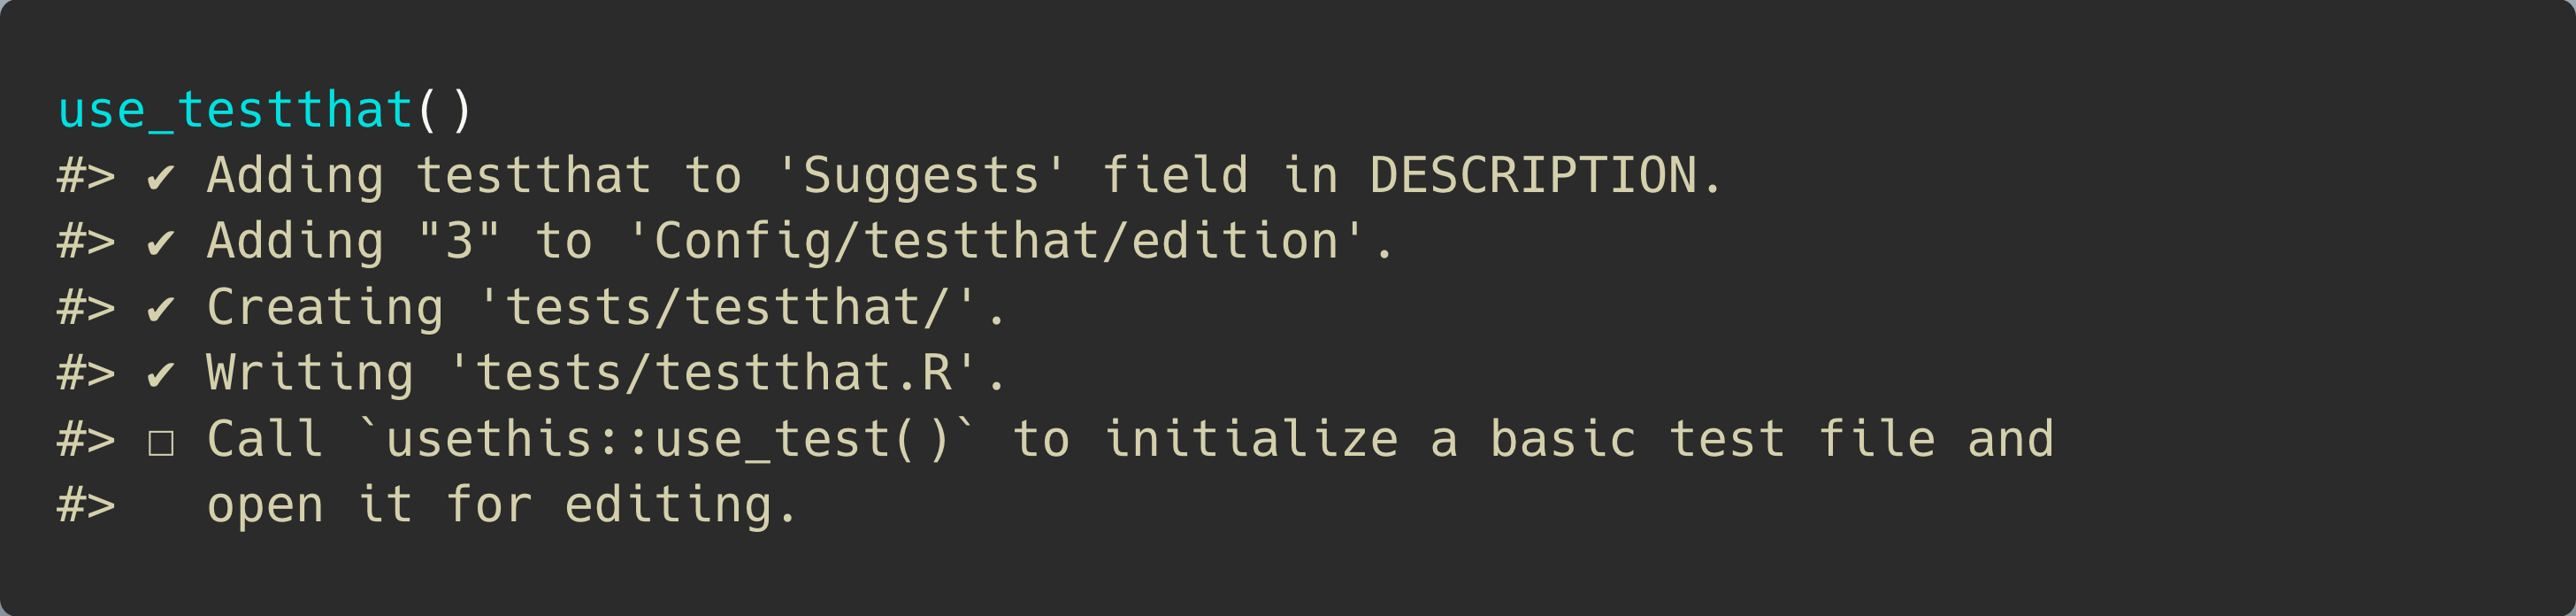 use_testthat()
#> ✔ Adding testthat to 'Suggests' field in DESCRIPTION.
#> ✔ Adding "3" to 'Config/testthat/edition'.
#> ✔ Creating 'tests/testthat/'.
#> ✔ Writing 'tests/testthat.R'.
#> ☐ Call `usethis::use_test()` to initialize a basic test file and
#>   open it for editing.